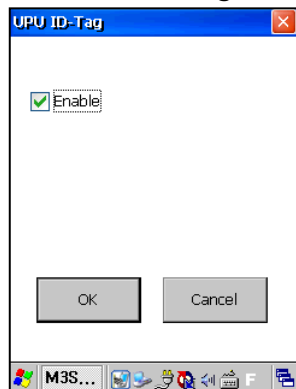 UPU ID-Tag
Enable
OK
Cancel
M3S...
F